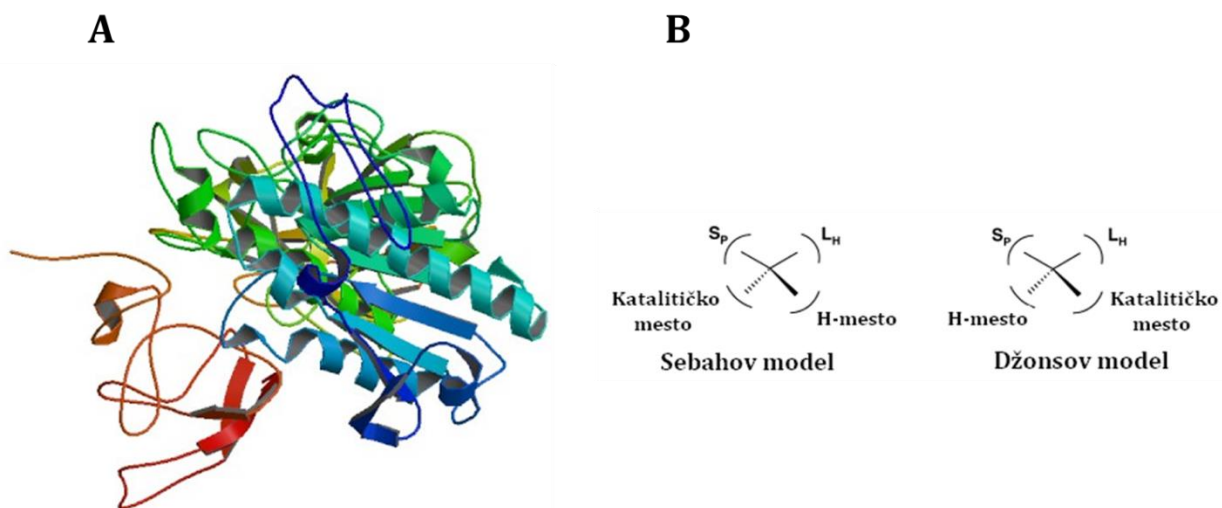 A
B
S_P L_H
Katalitičko
mesto
H-mesto
Sebahov model
S_P L_H
H-mesto
Katalitičko
mesto
Džonsov model